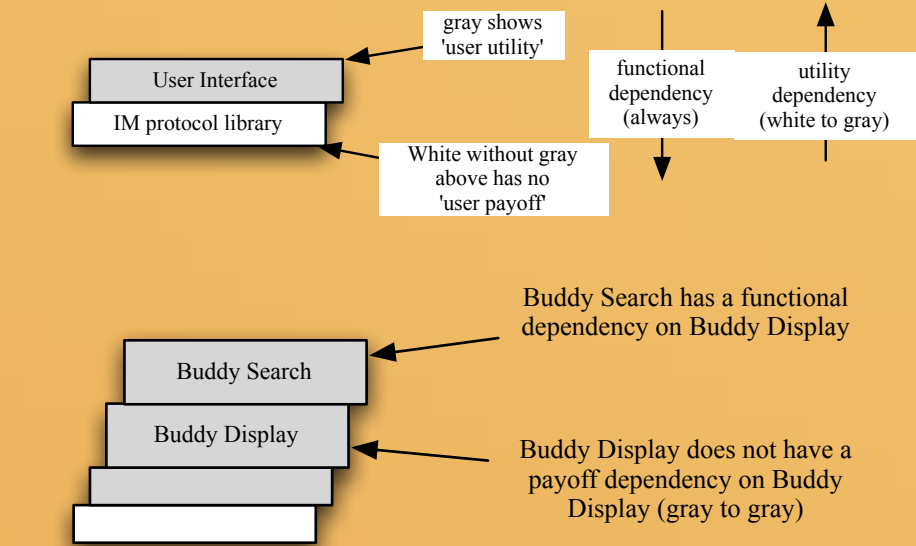 gray shows
'user utility'
User Interface
IM protocol library
White without gray
above has no
'user payoff'
functional
dependency
(always)
utility
dependency
(white to gray)
Buddy Search has a functional
dependency on Buddy Display
Buddy Search
Buddy Display
Buddy Display does not have a
payoff dependency on Buddy
Display (gray to gray)